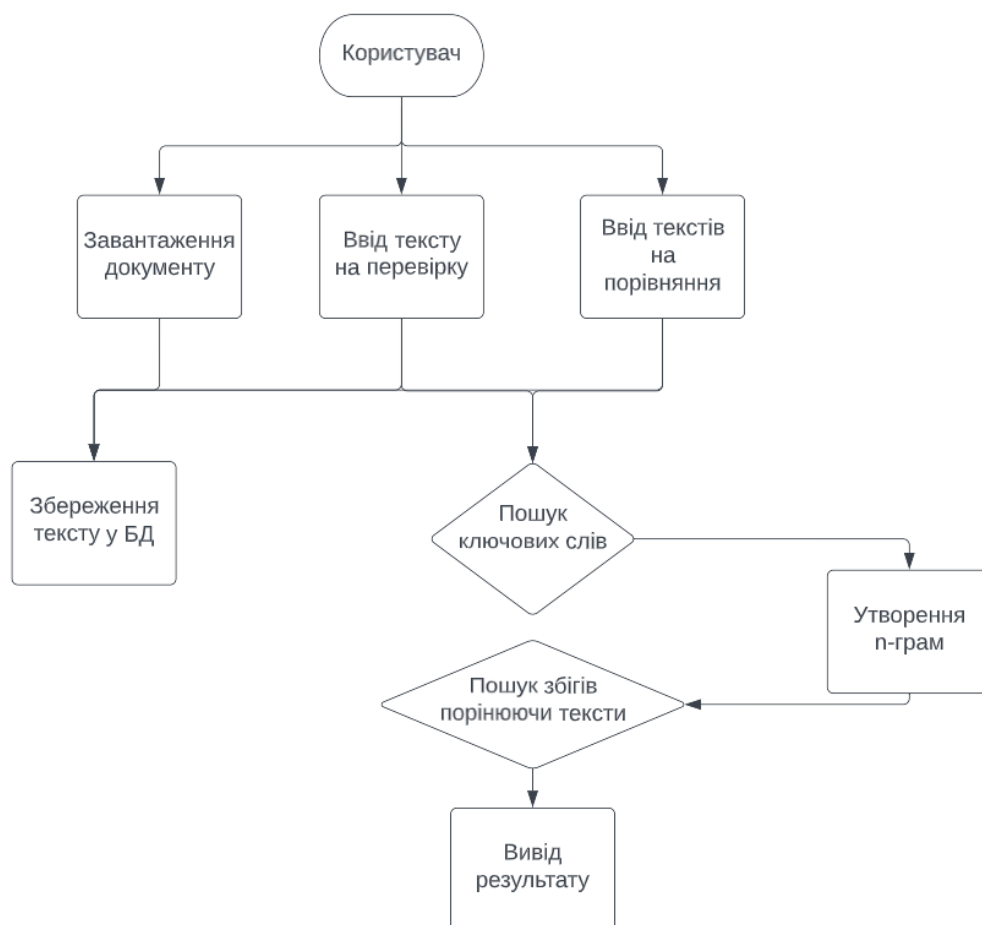 Користувач
Завантаження
документу
Ввід тексту
на перевірку
Ввід текстів
на
порівняння
Збереження
тексту у БД
Пошук
ключових слів
Утворення
n-грам
Пошук збігів
порінюючи тексти
Вивід
результату